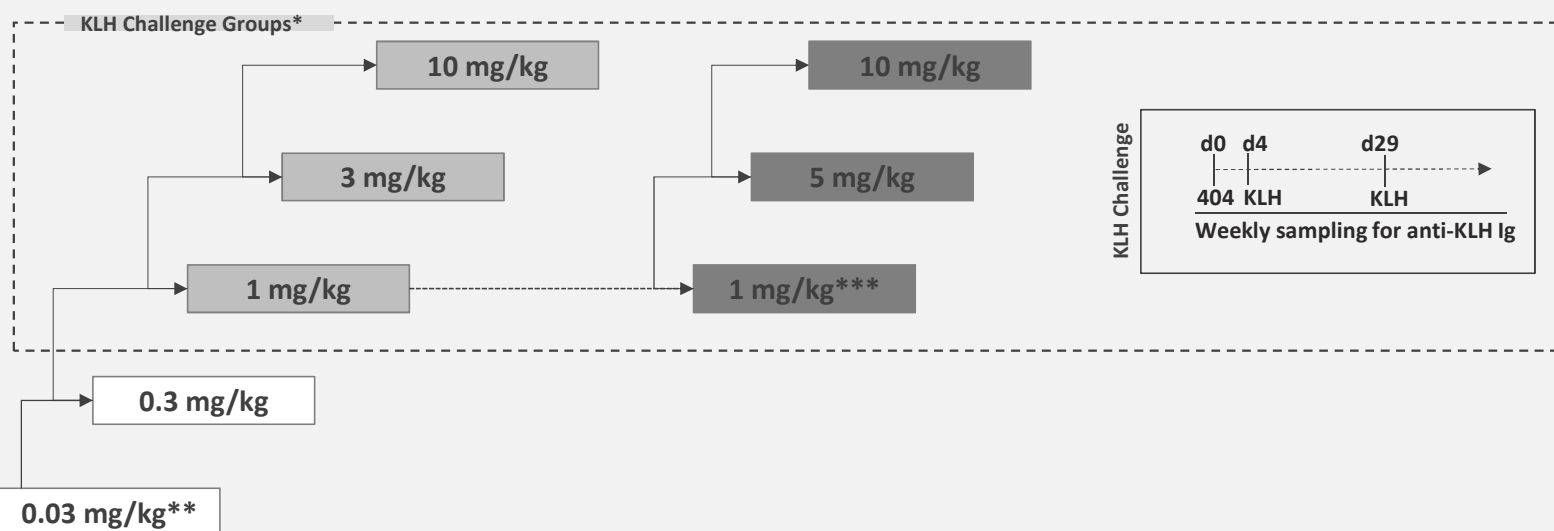 KLH Challenge Groups*
10 mg/kg
10 mg/kg
3 mg/kg
5 mg/kg
1 mg/kg
1 mg/kg***
0.3 mg/kg
0.03 mg/kg**
KLH Challenge
d0 d4 d29
404 KLH KLH
Weekly sampling for anti-KLH Ig